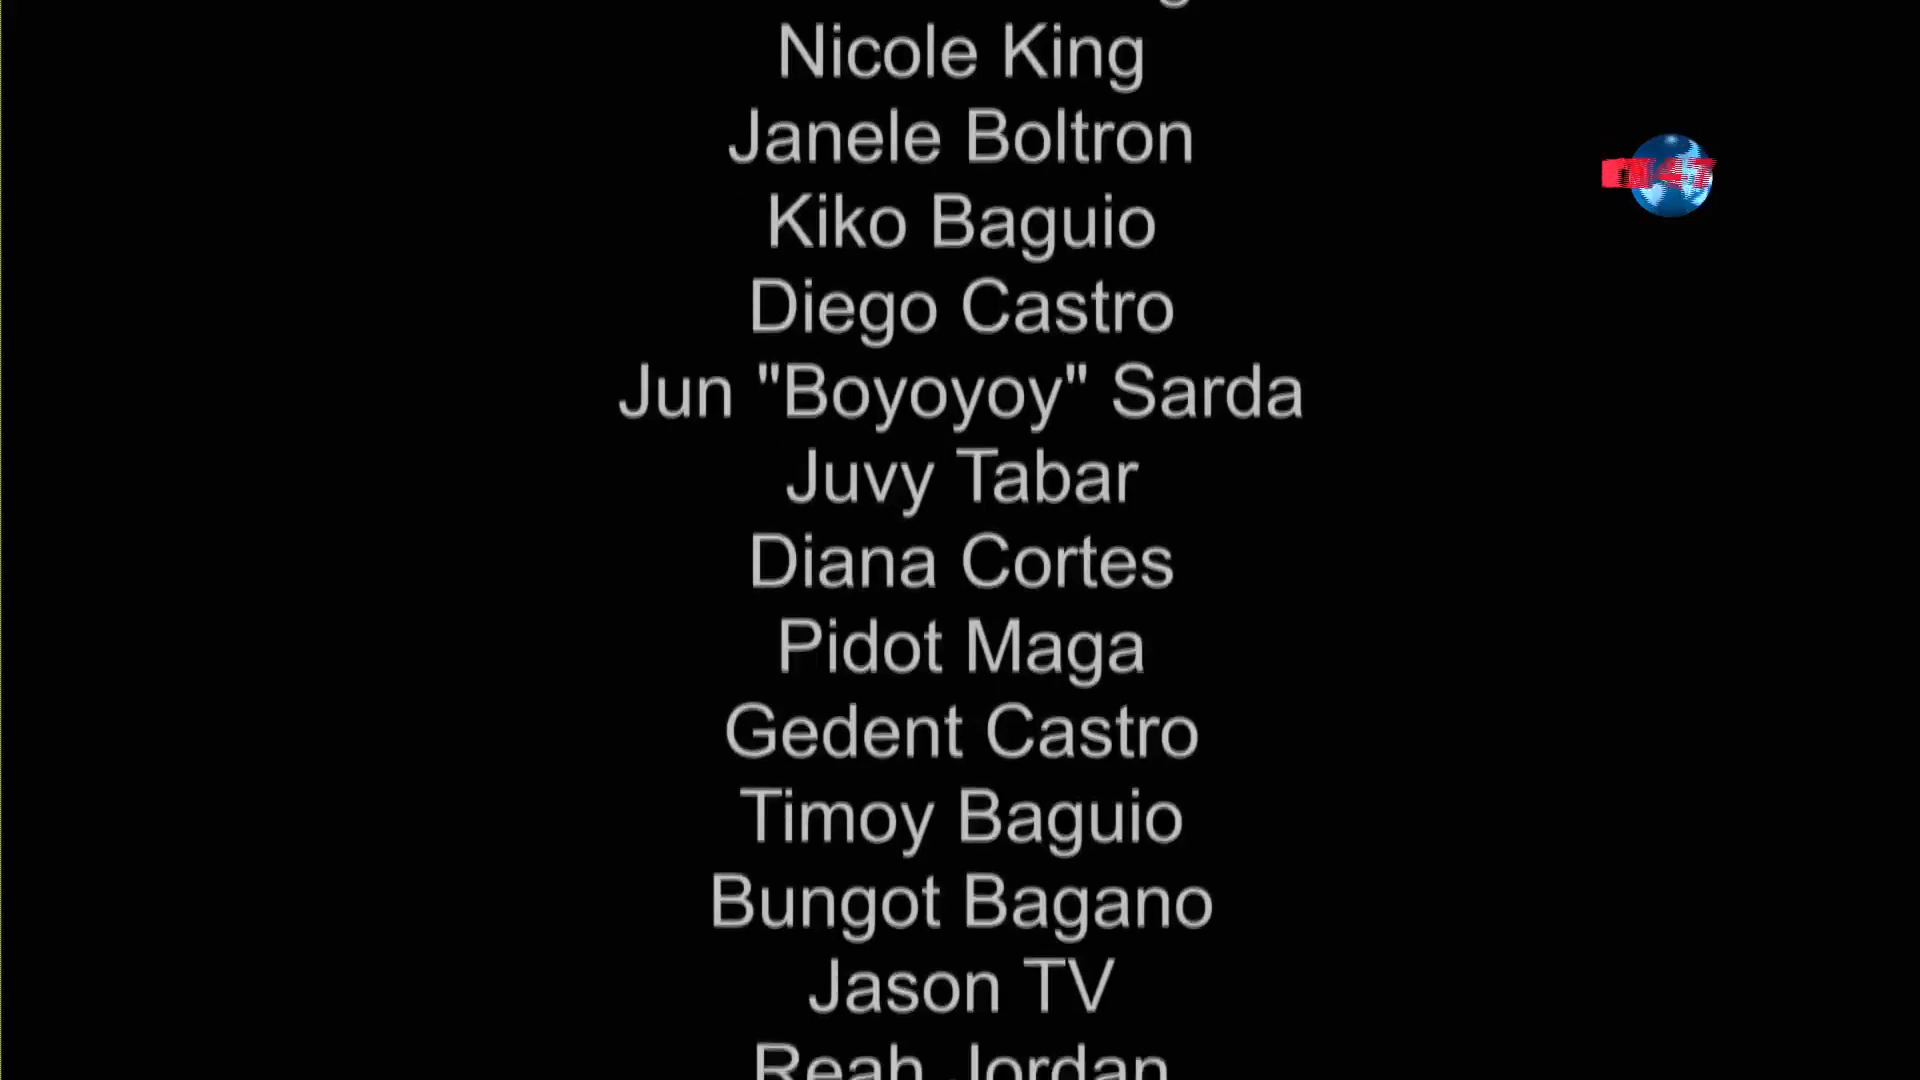 Nicole King
Janele Boltron
Kiko Baguio
Diego Castro
Jun "Boyoyoy" Sarda
Juvy Tabar
Diana Cortes
Pidot Maga
Gedent Castro
Timoy Baguio
Bungot Bagano
Jason TV
Reah Jordan